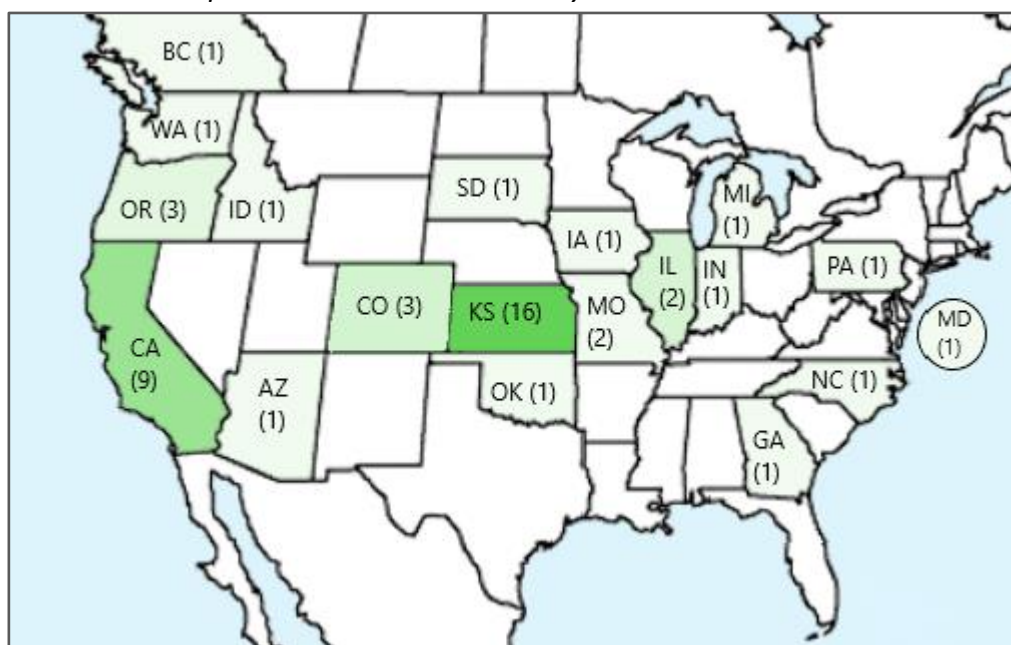 BC (1)
WA (1)
OR (3)
ID (1)
SD (1)
MI
(1)
IA (1)
IL
(2)
IN
(1)
PA (1)
CO (3)
KS (16)
MO
(2)
MD
(1)
CA
(9)
AZ
(1)
OK (1)
NC (1)
GA
(1)